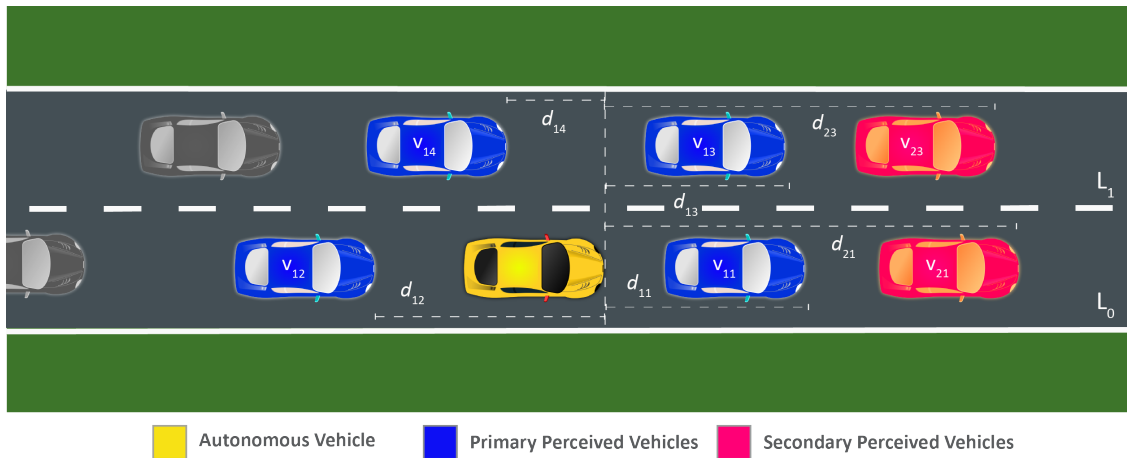 d₁₄
d₂₃
v₁₄
v₁₃
v₂₃
L₁
d₁₃
d₂₁
v₁₂
v₁₁
v₂₁
d₁₁
d₁₂
L₀
Autonomous Vehicle
Primary Perceived Vehicles
Secondary Perceived Vehicles